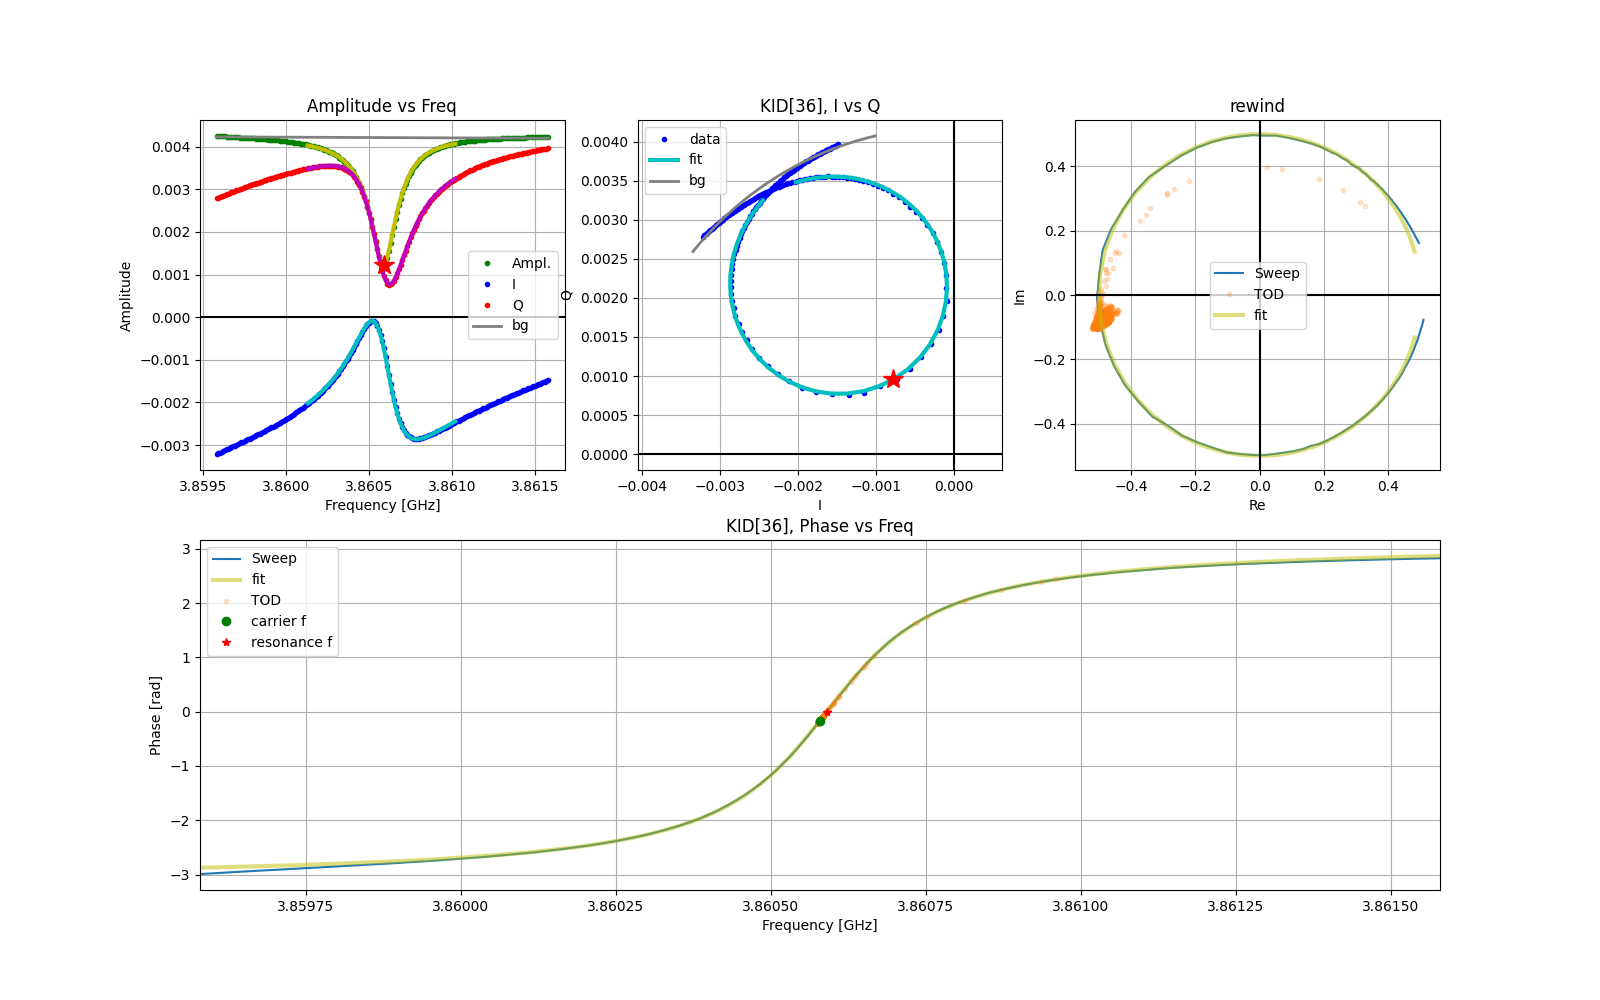 Amplitude vs Freq
Amplitude
0.004
0.003
0.002
0.001
0.000
−0.001
−0.002
−0.003
3.8595 3.8600 3.8605 3.8610 3.8615
Frequency [GHz]
Ampl.
I
Q
bg
KID[36], I vs Q
Q
0.0040
0.0035
0.0030
0.0025
0.0020
0.0015
0.0010
0.0005
0.0000
−0.004 −0.003 −0.002 −0.001 0.000
I
data
fit
bg
rewind
Im
0.4
0.2
0.0
−0.2
−0.4
−0.4 −0.2 0.0 0.2 0.4
Re
Sweep
TOD
fit
KID[36], Phase vs Freq
Phase [rad]
3
2
1
0
−1
−2
−3
3.85975 3.86000 3.86025 3.86050 3.86075 3.86100 3.86125 3.86150
Frequency [GHz]
Sweep
fit
TOD
carrier f
resonance f